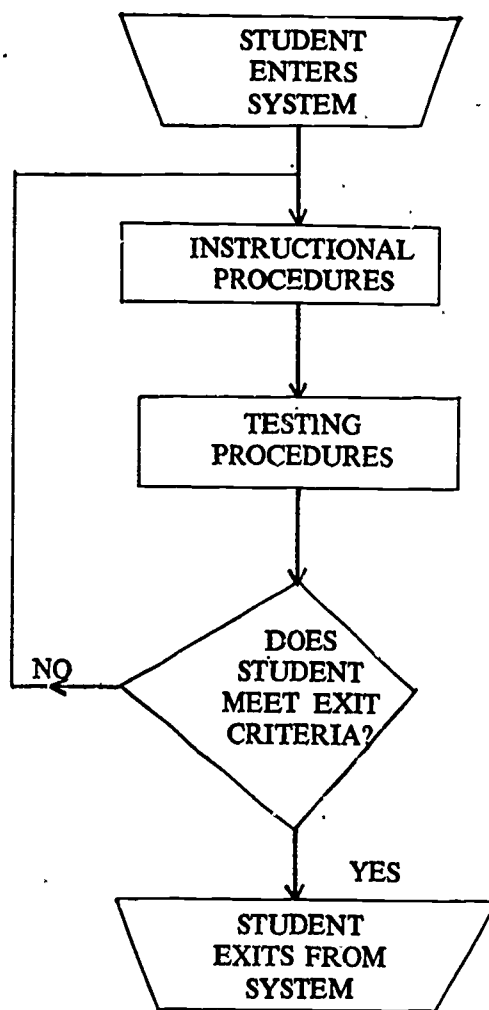 STUDENT
ENTERS
SYSTEM
INSTRUCTIONAL
PROCEDURES
TESTING
PROCEDURES
DOES
STUDENT
MEET EXIT
CRITERIA?
NO
YES
STUDENT
EXITS FROM
SYSTEM